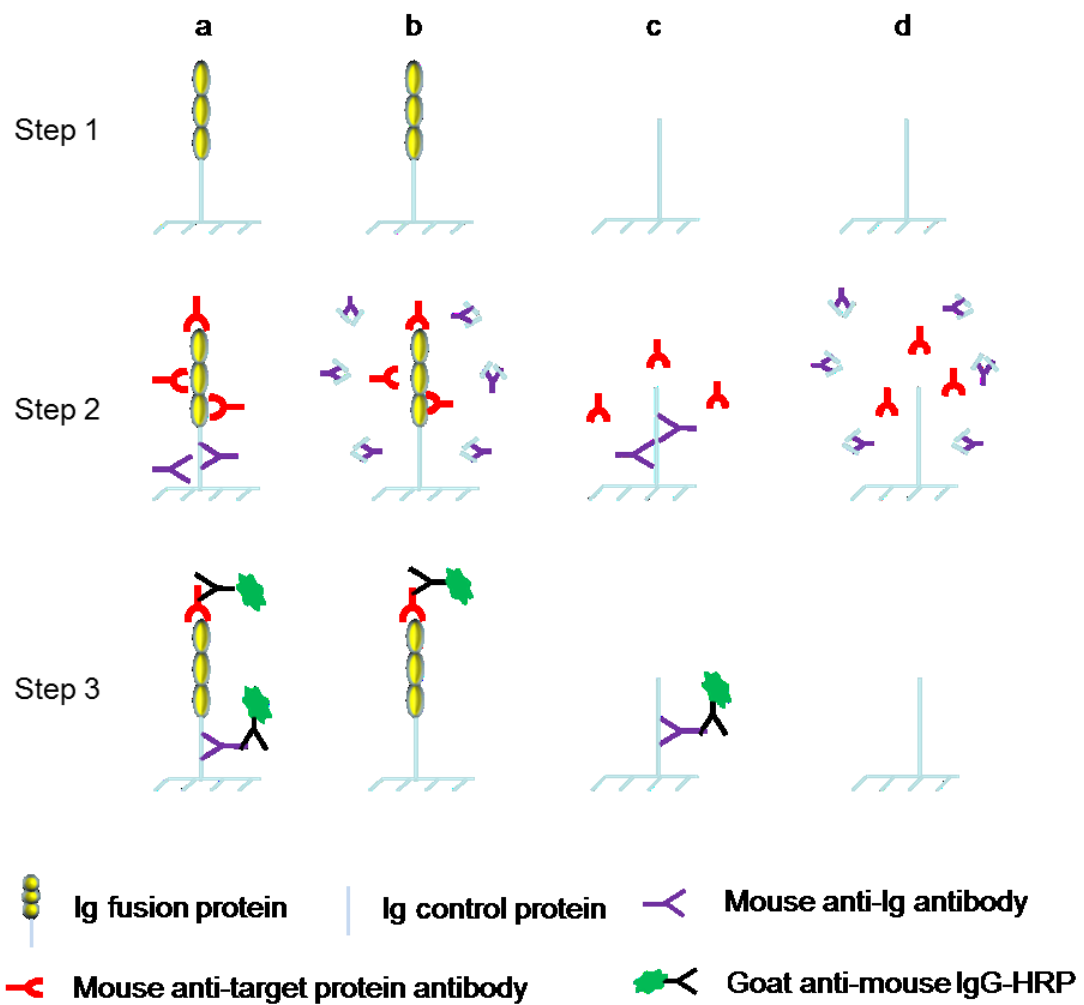 a b c d
Step 1
Step 2
Step 3
Ig fusion protein
Ig control protein
Mouse anti-Ig antibody
Mouse anti-target protein antibody
Goat anti-mouse IgG-HRP